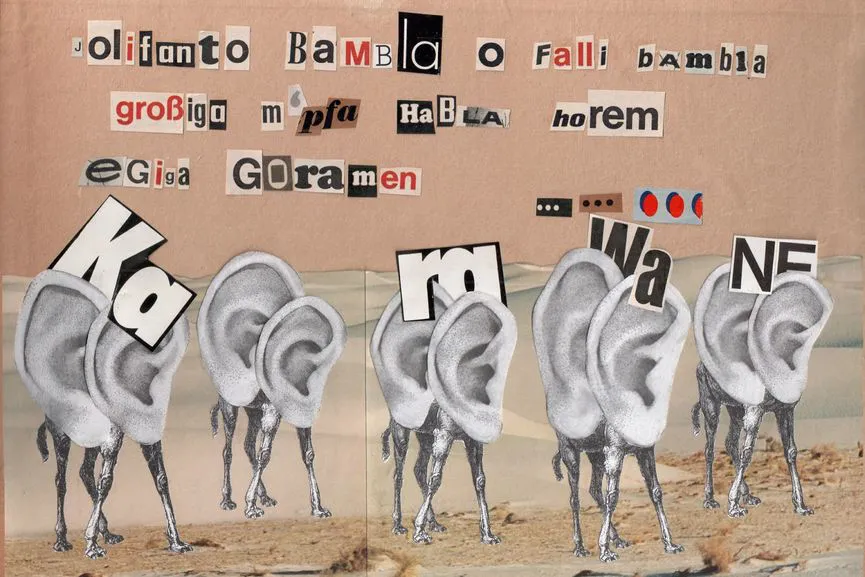 JOlifanto BaMBla O Falli bambla
großiga m'pfa HaBLA horem
eGiga GOramen
... ... ...
Ka ra Wa NE